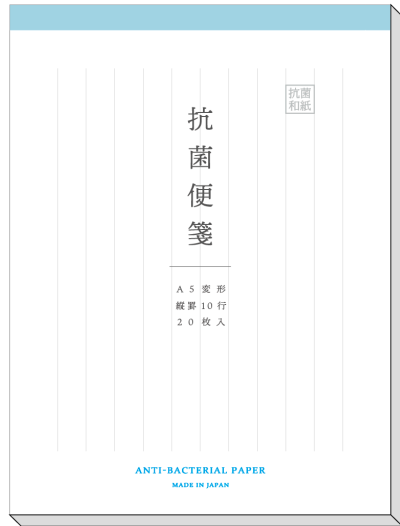 抗菌
和紙
抗菌便箋
A5変形
縦罫10行
20枚入
ANTI-BACTERIAL PAPER
MADE IN JAPAN